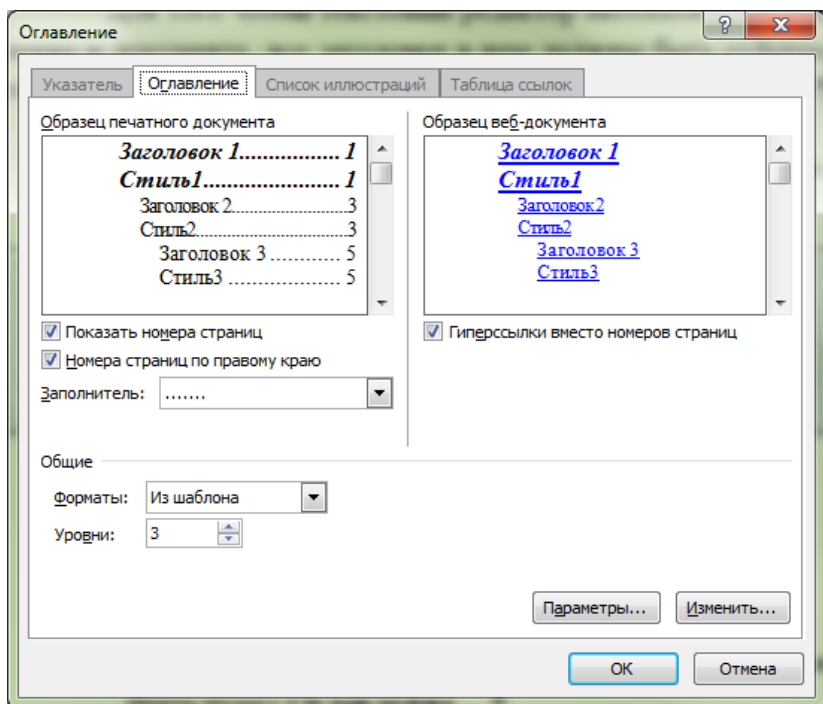 Оглавление
Указатель Оглавление Список иллюстраций Таблица ссылок
Образец печатного документа
Заголовок 1.................. 1
Стиль1........................ 1
Заголовок 2.............................3
Стиль2.....................................3
Заголовок 3 ............ 5
Стиль3 ................... 5
Показать номера страниц
Номера страниц по правому краю
Заполнитель: .......
Образец веб-документа
Заголовок 1
Стиль1
Заголовок 2
Стиль2
Заголовок 3
Стиль3
Гиперссылки вместо номеров страниц
Общие
Форматы: Из шаблона
Уровни: 3
Параметры... Изменить...
ОК Отмена